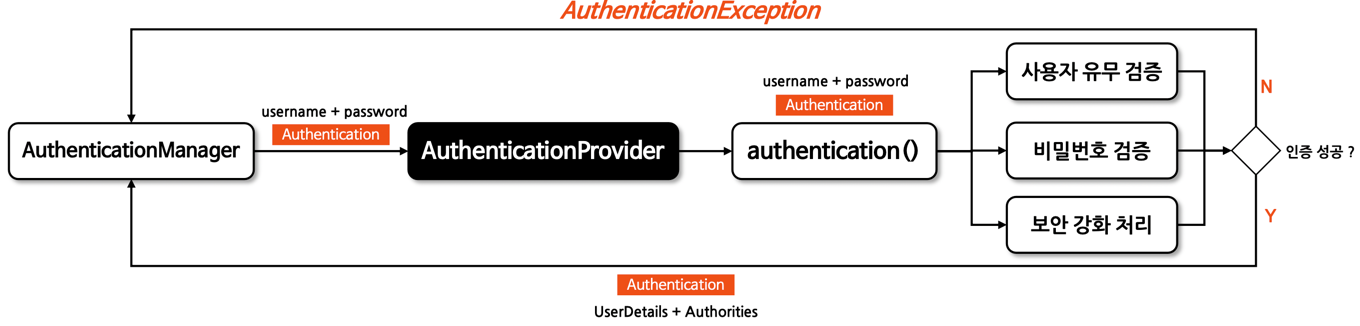 AuthenticationException
username + password
Authentication
username + password
Authentication
AuthenticationManager
AuthenticationProvider
authentication()
사용자 유무 검증
비밀번호 검증
보안 강화 처리
N
인증 성공 ?
Y
Authentication
UserDetails + Authorities